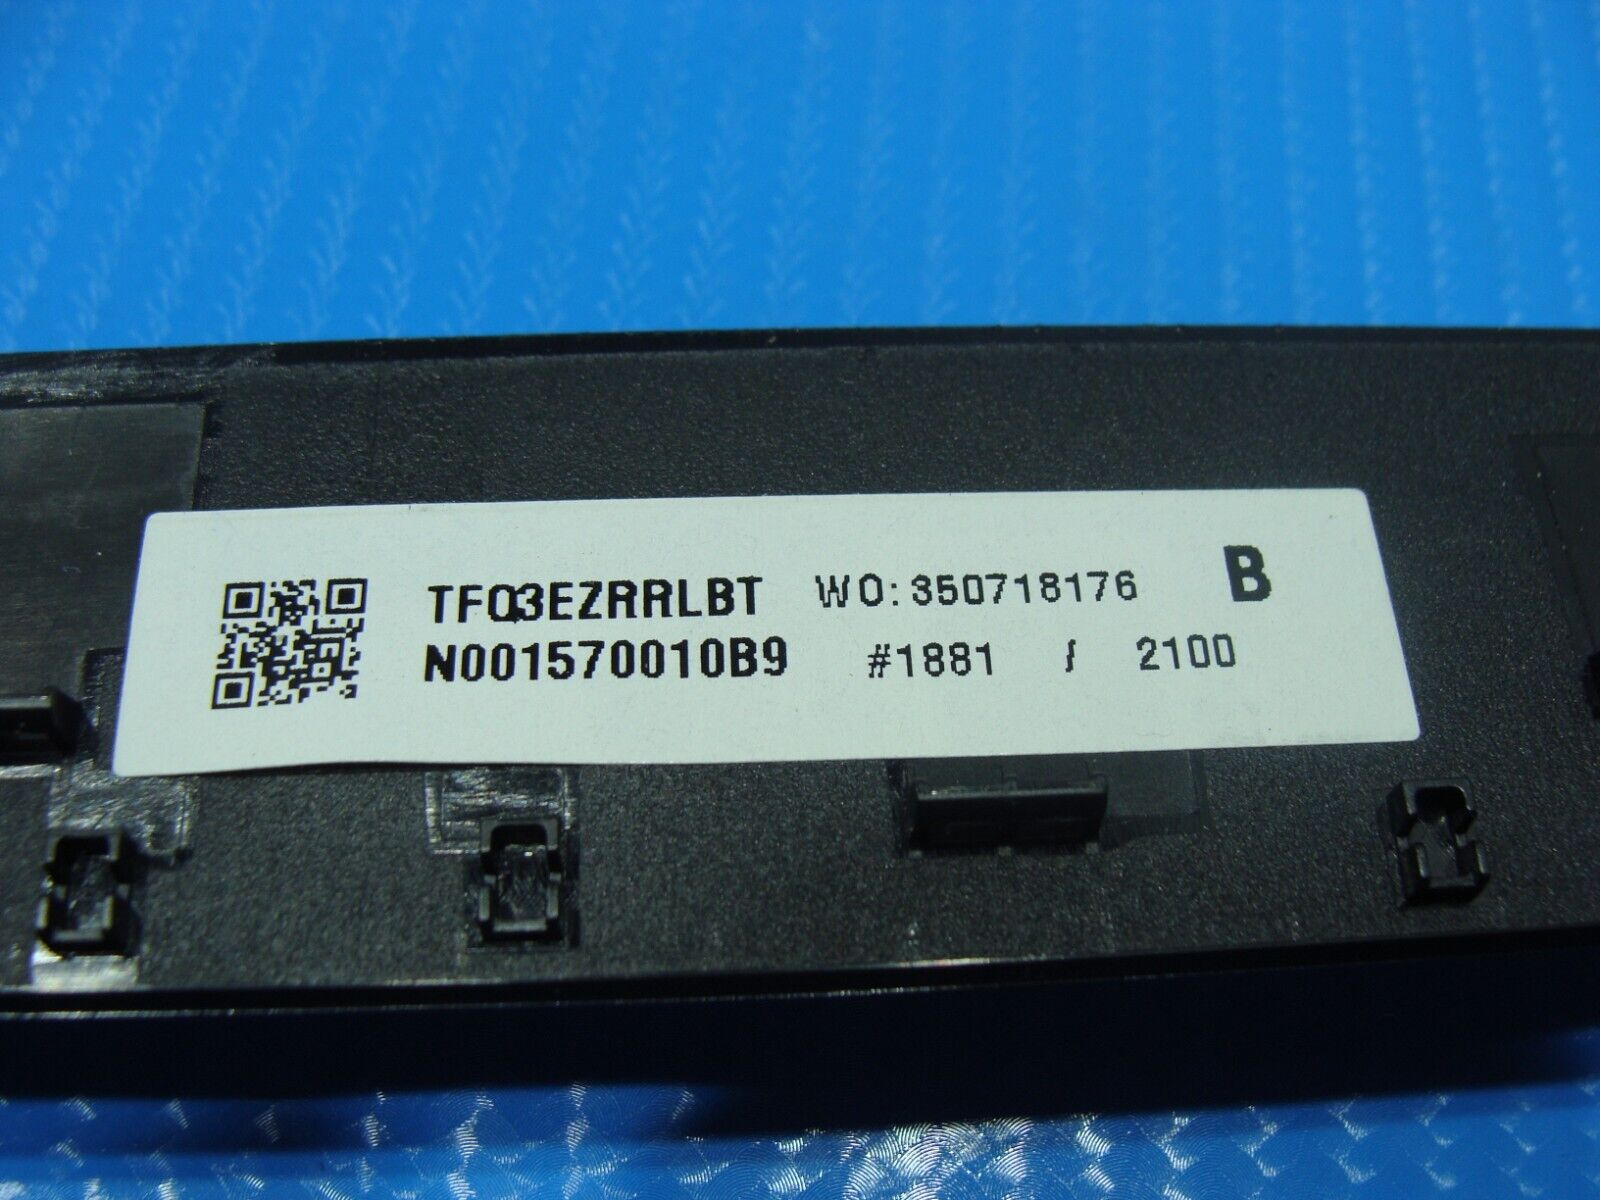 TFQ3EZRRLBT WO:350718176 B
N001570010B9 #1881 / 2100